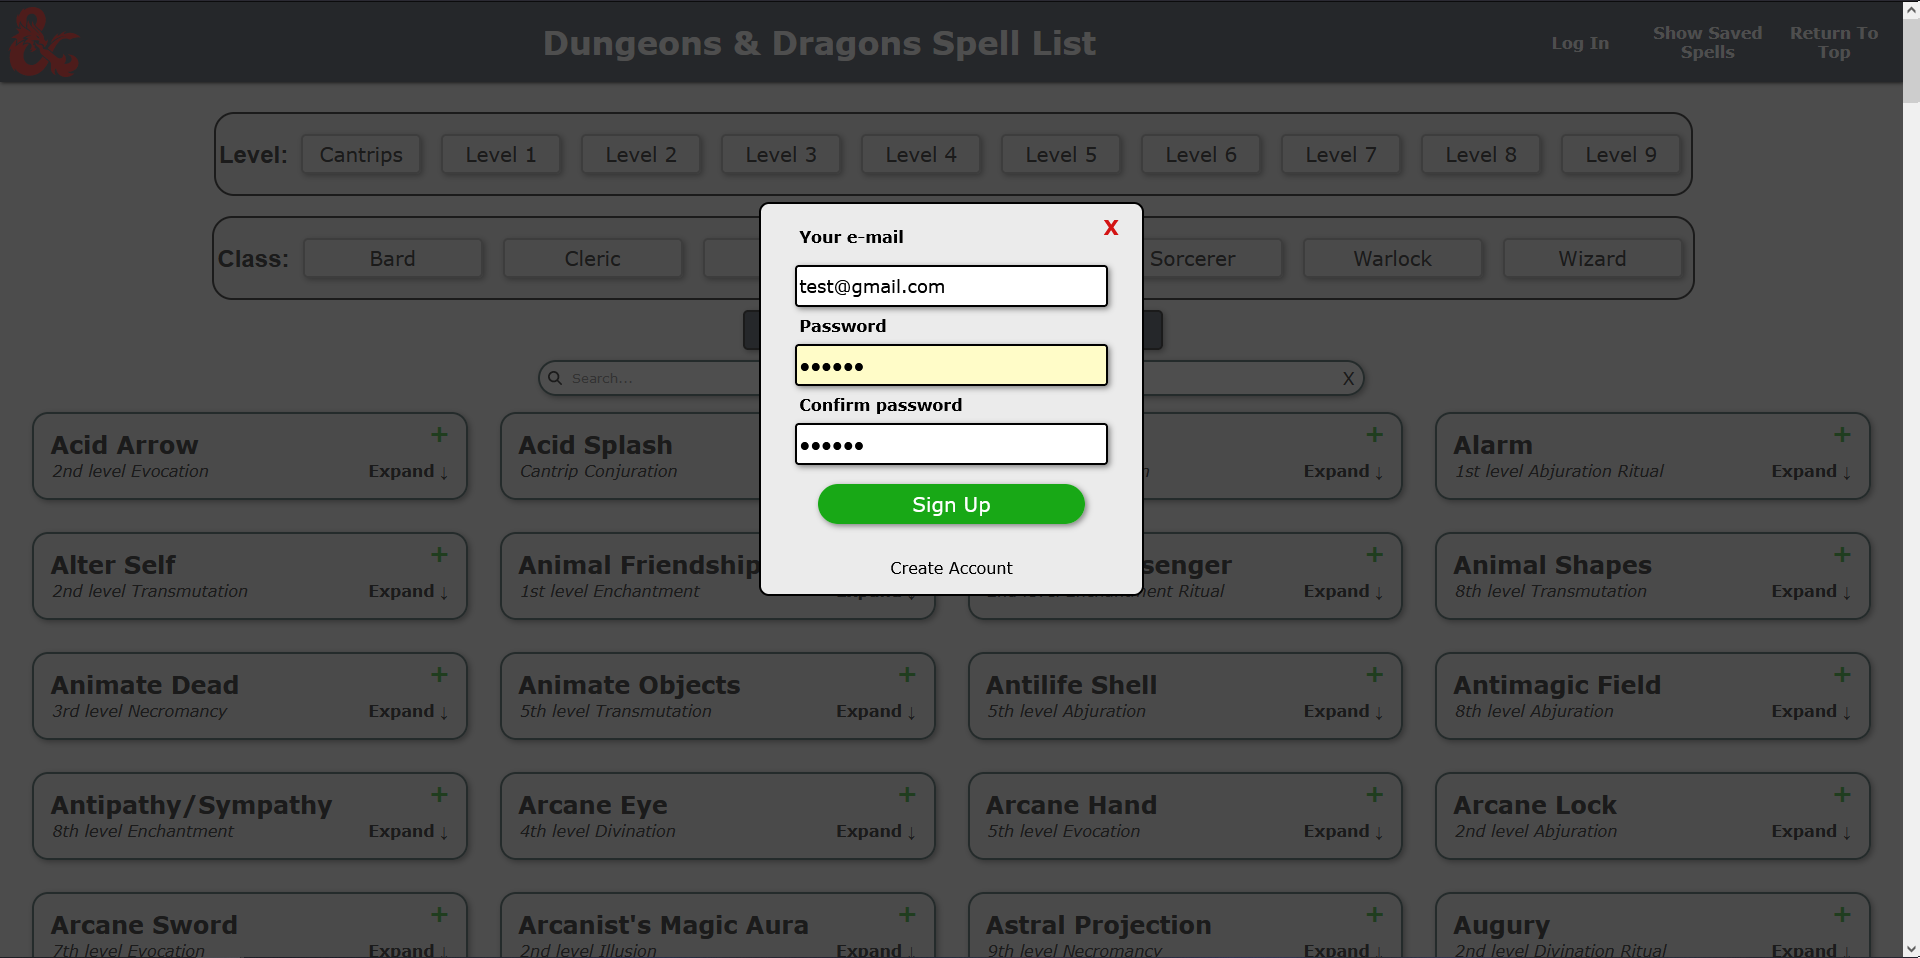 Dungeons & Dragons Spell List
Log In
Show Saved
Spells
Return To
Top
Level: Cantrips Level 1 Level 2 Level 3 Level 4 Level 5 Level 6 Level 7 Level 8 Level 9
Class: Bard Cleric Sorcerer Warlock Wizard
Search...
X
X
Your e-mail
test@gmail.com
Password
••••••
Confirm password
••••••
Sign Up
Create Account
Acid Arrow +
2nd level Evocation Expand ↓
Acid Splash
Cantrip Conjuration
+
Expand ↓
Alarm +
1st level Abjuration Ritual Expand ↓
Alter Self +
2nd level Transmutation Expand ↓
Animal Friendship
1st level Enchantment
+
Ritual Expand ↓
Animal Shapes +
8th level Transmutation Expand ↓
Animate Dead +
3rd level Necromancy Expand ↓
Animate Objects +
5th level Transmutation Expand ↓
Antilife Shell +
5th level Abjuration Expand ↓
Antimagic Field +
8th level Abjuration Expand ↓
Antipathy/Sympathy +
8th level Enchantment Expand ↓
Arcane Eye +
4th level Divination Expand ↓
Arcane Hand +
5th level Evocation Expand ↓
Arcane Lock +
2nd level Abjuration Expand ↓
Arcane Sword +
7th level Evocation Expand ↓
Arcanist's Magic Aura +
2nd level Illusion Expand ↓
Astral Projection +
9th level Necromancy Expand ↓
Augury +
2nd level Divination Ritual Expand ↓